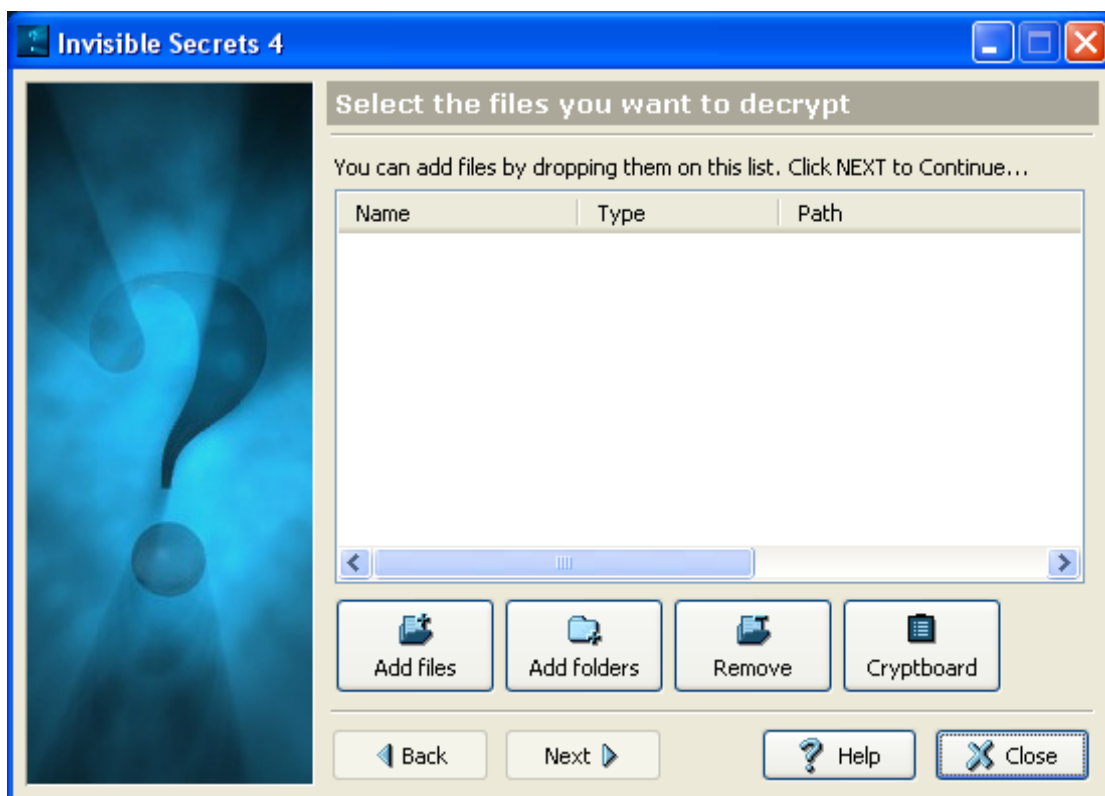 Invisible Secrets 4
Select the files you want to decrypt
You can add files by dropping them on this list. Click NEXT to Continue...
Name Type Path
Add files Add folders Remove Cryptboard
Back Next Help Close